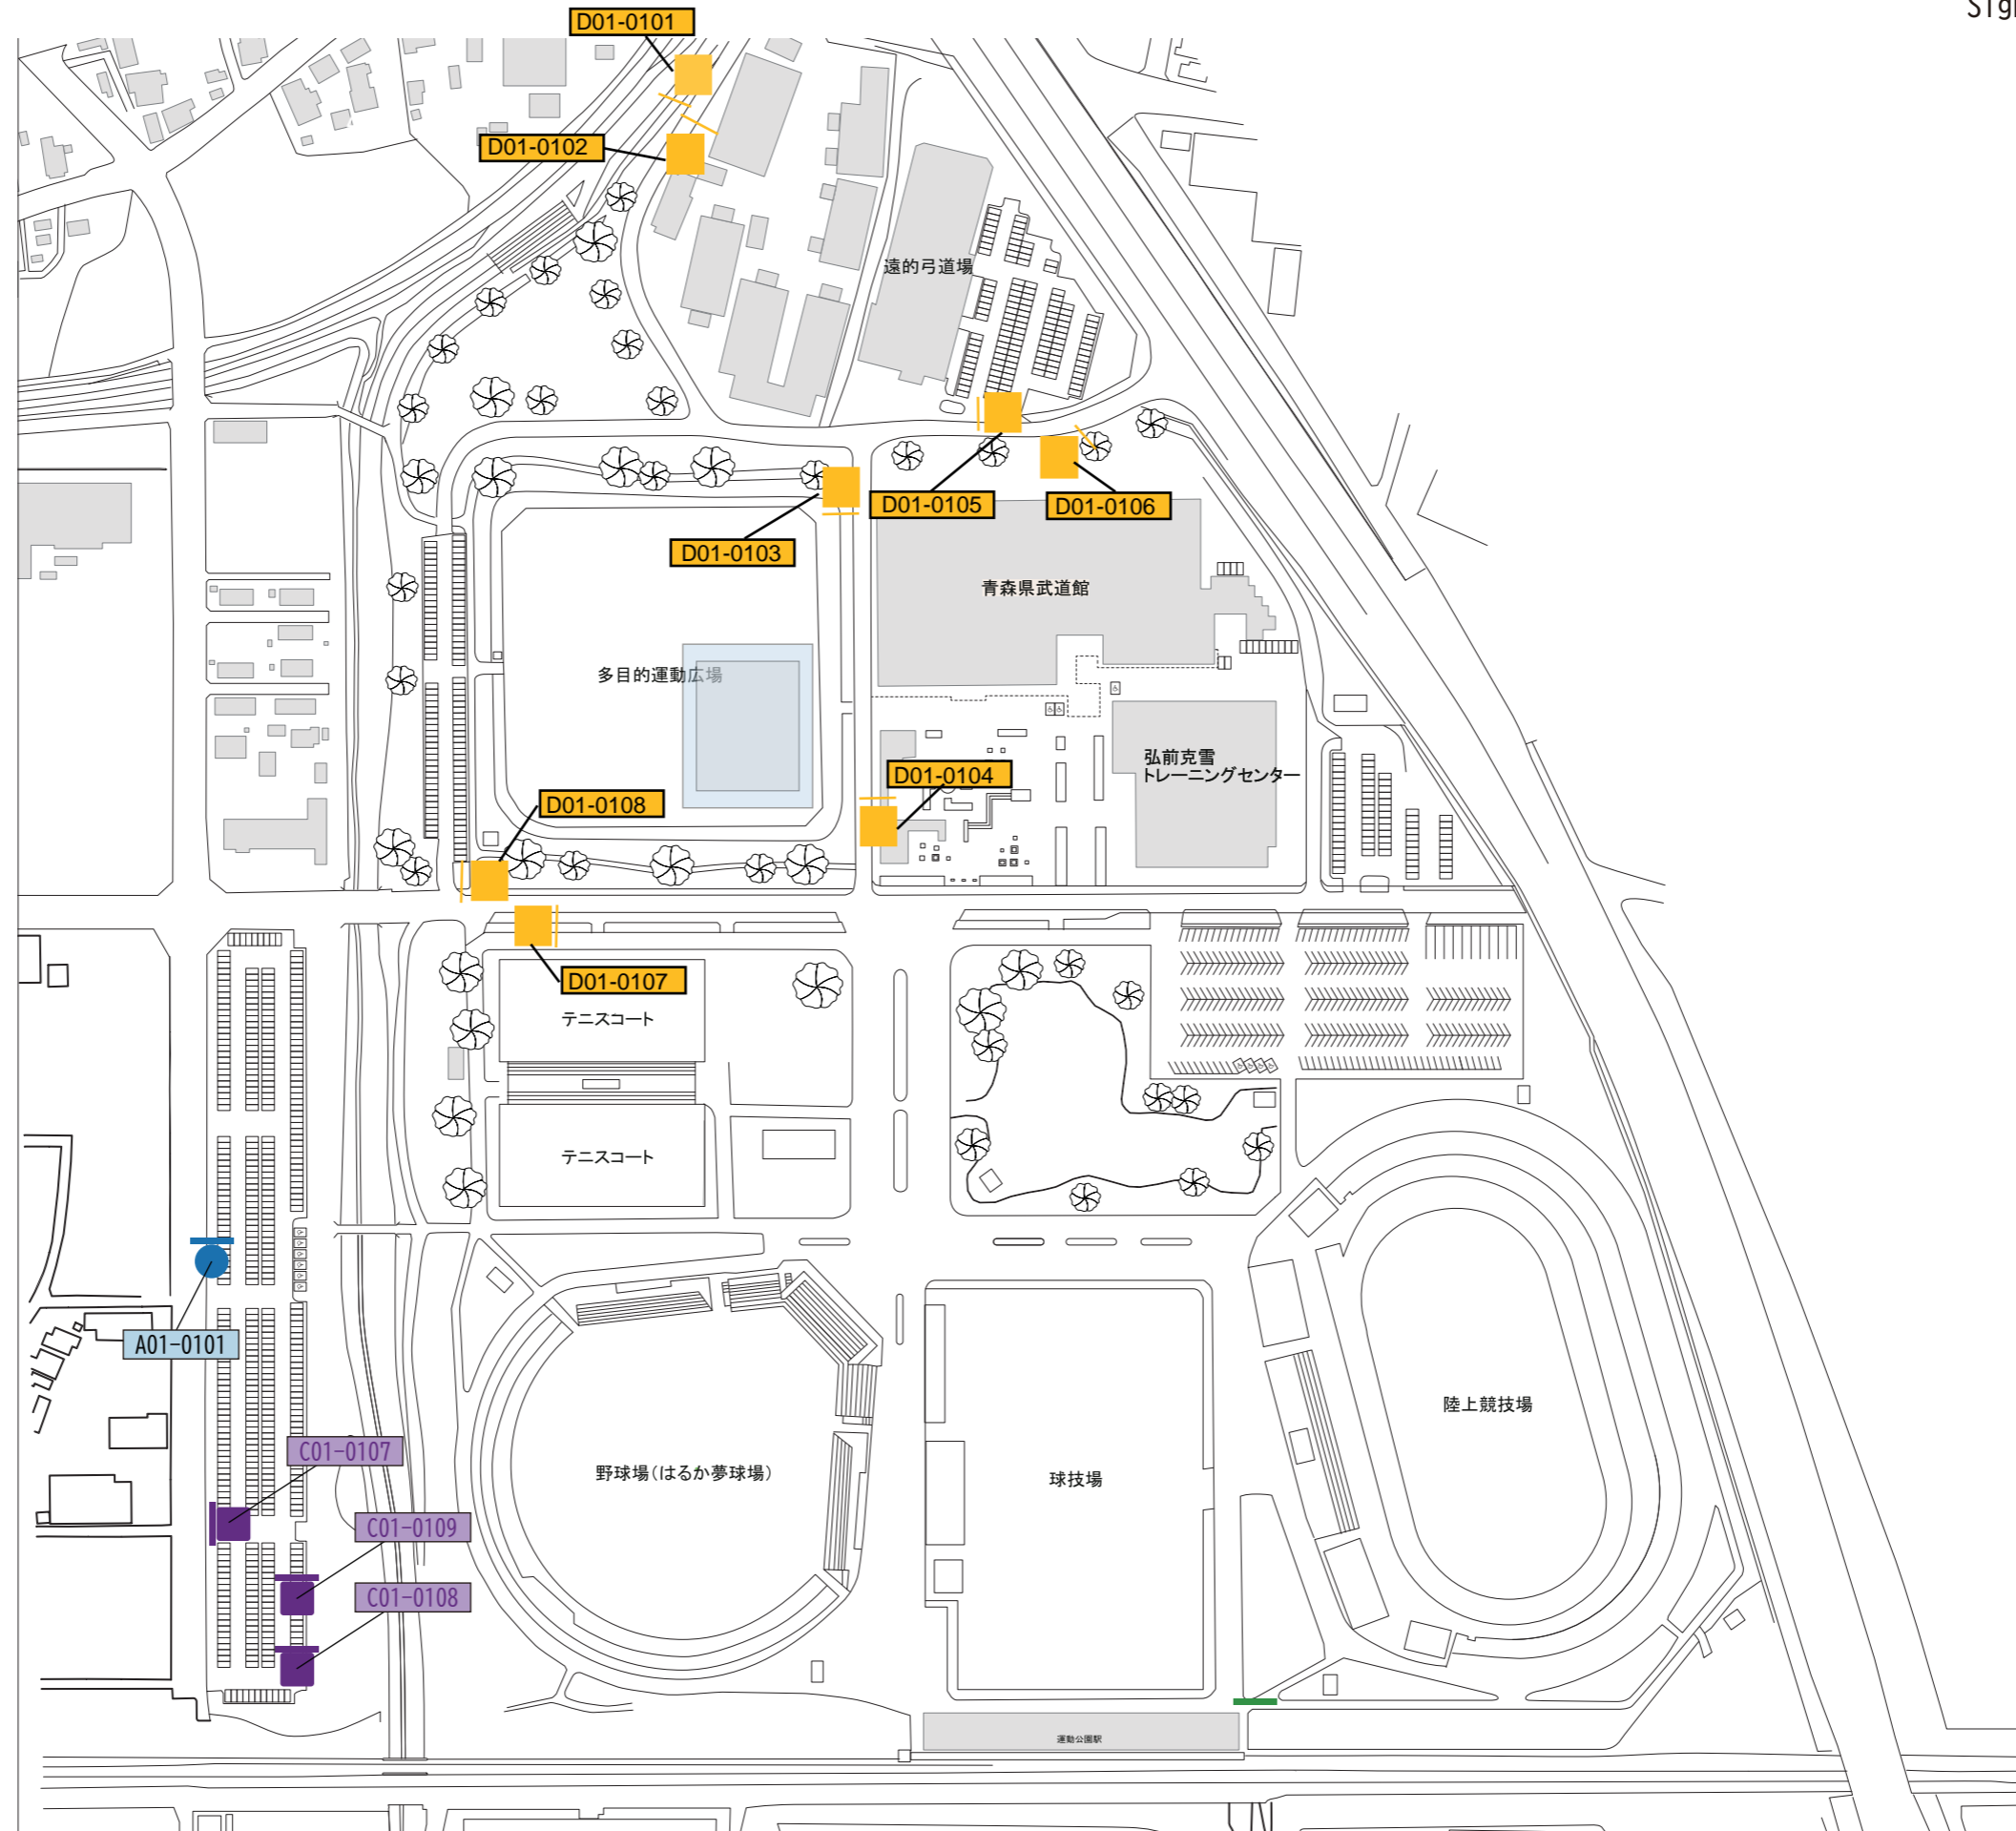 D01-0101
D01-0102
遠的弓道場
D01-0105
D01-0106
D01-0103
青森県武道館
多目的運動広場
弘前克雪
トレーニングセンター
D01-0104
D01-0108
D01-0107
テニスコート
テニスコート
A01-0101
陸上競技場
C01-0107
野球場(はるか夢球場)
球技場
C01-0109
C01-0108
運動公園駅